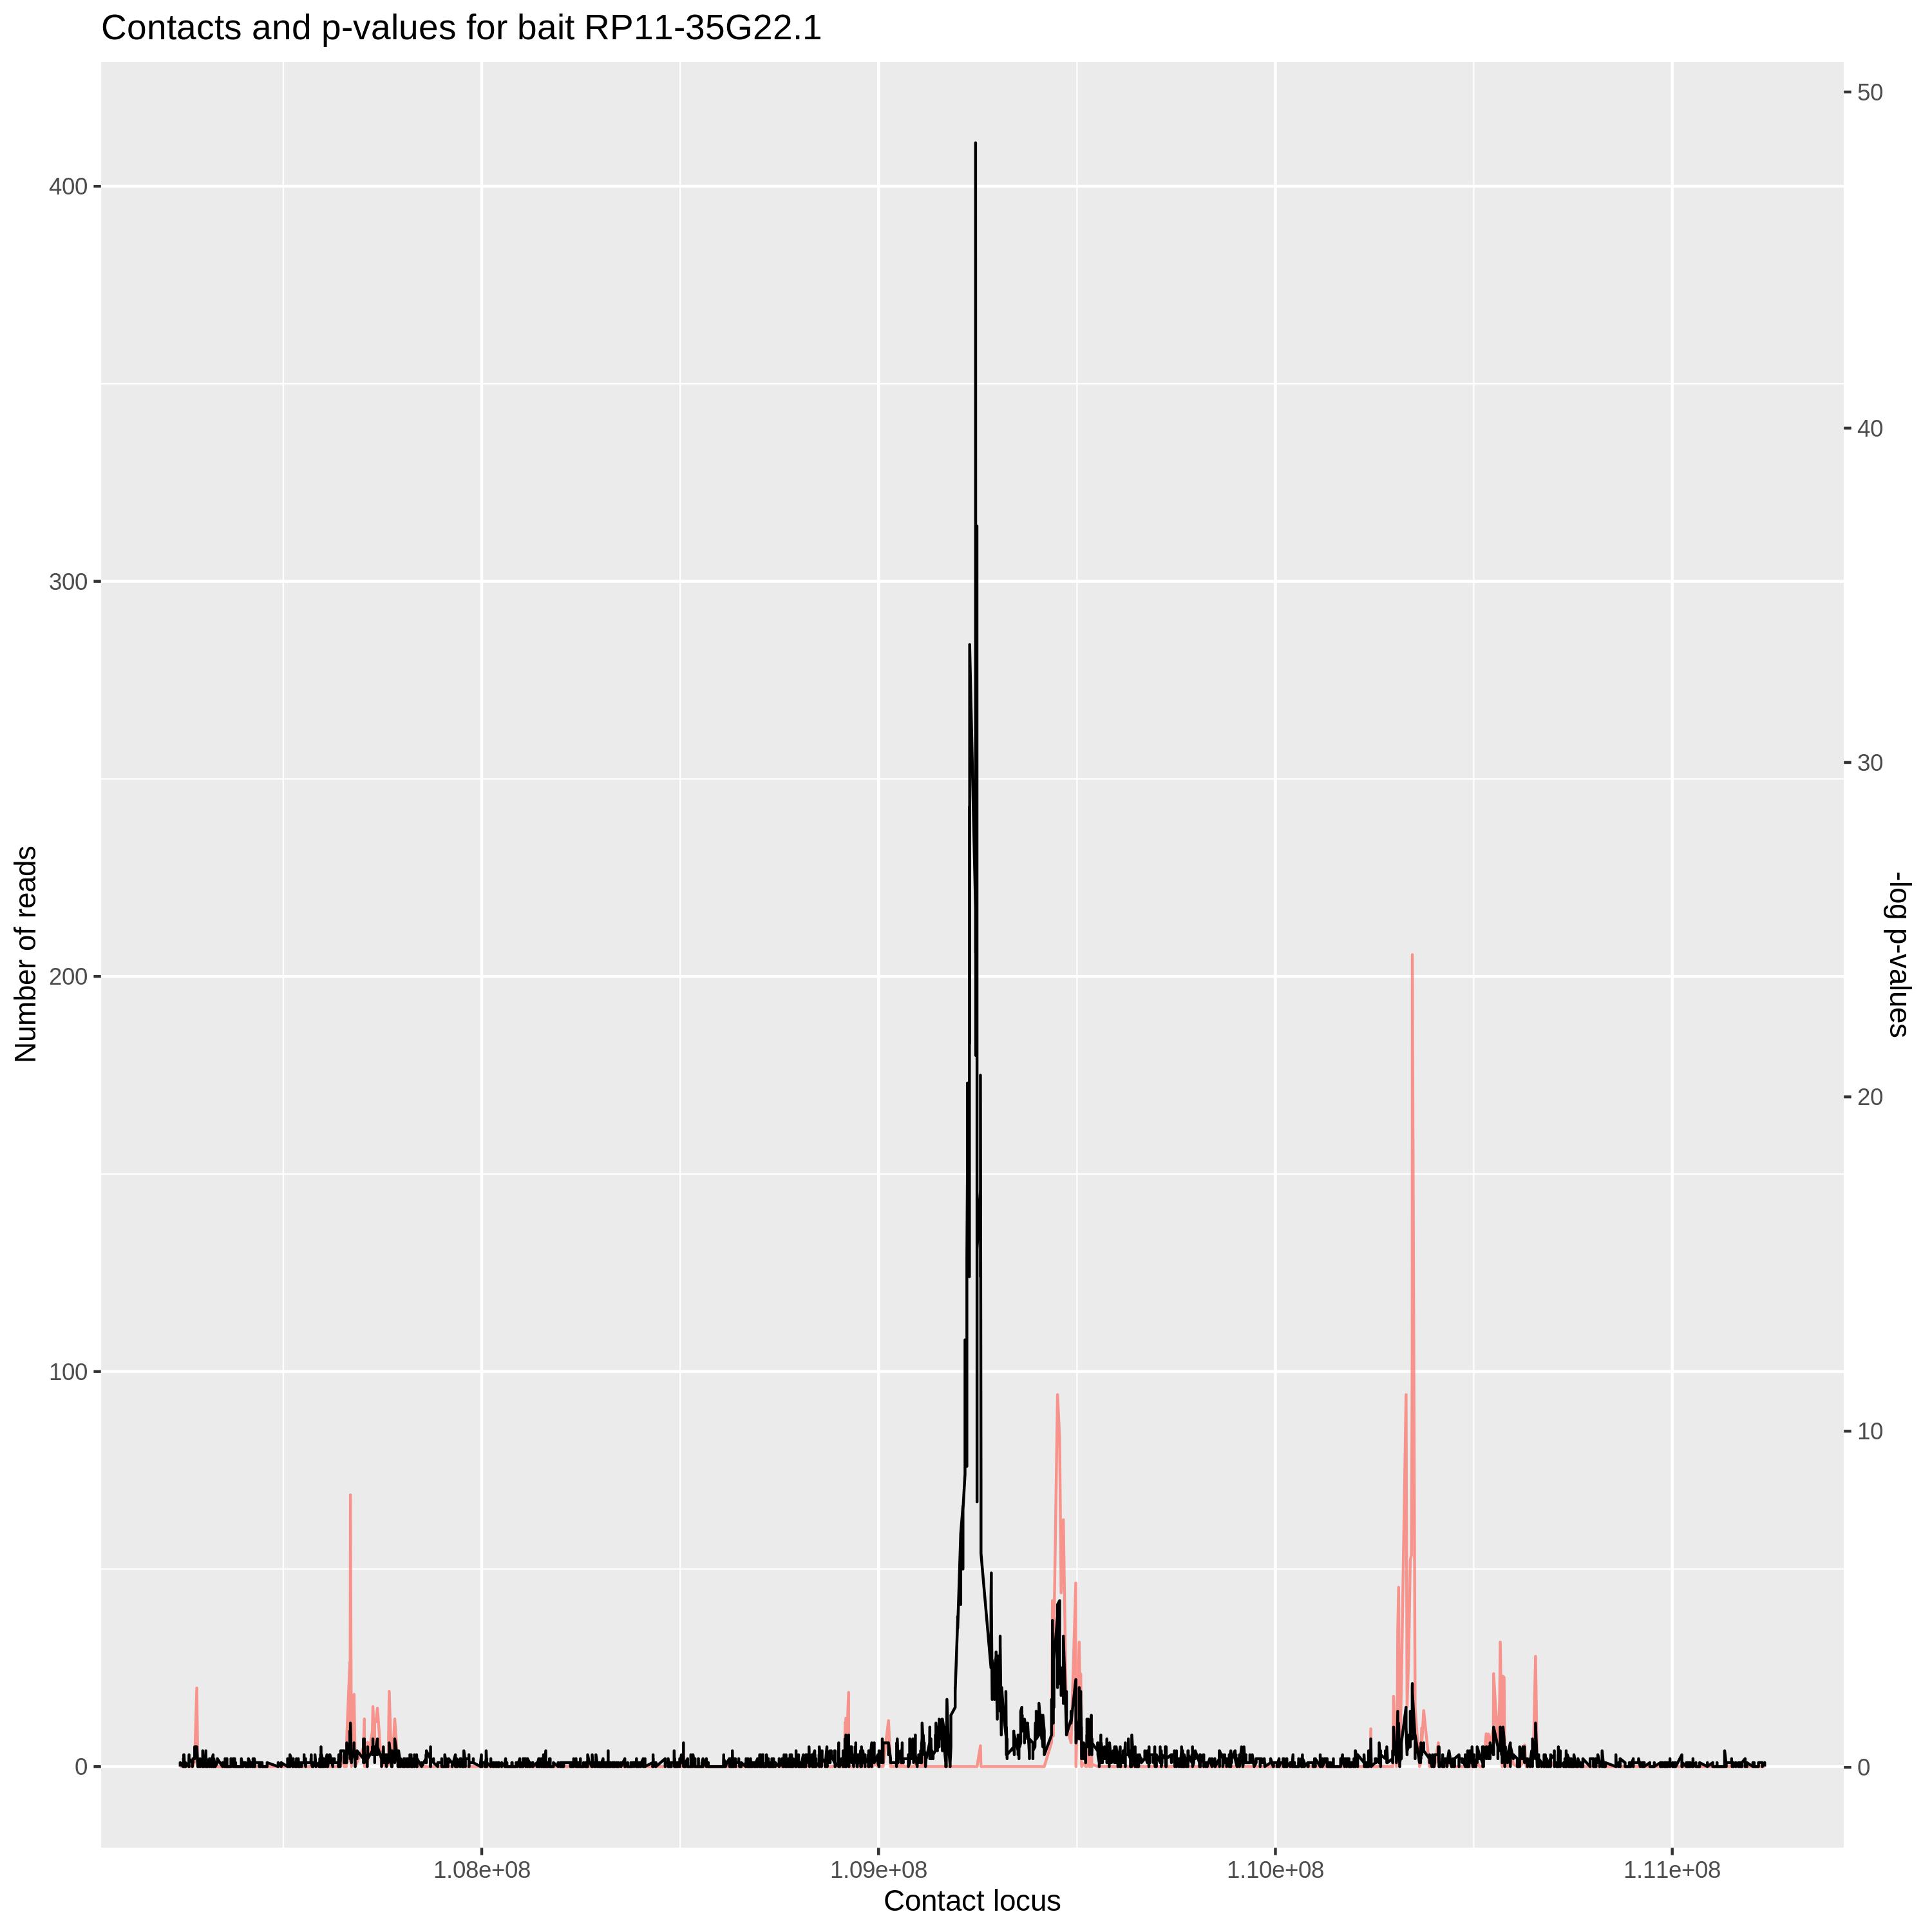 Contacts and p-values for bait RP11-35G22.1
400
300
200
100
0
Number of reads
50
40
30
20
10
0
-log p-values
1.08e+08 1.09e+08 1.10e+08 1.11e+08
Contact locus